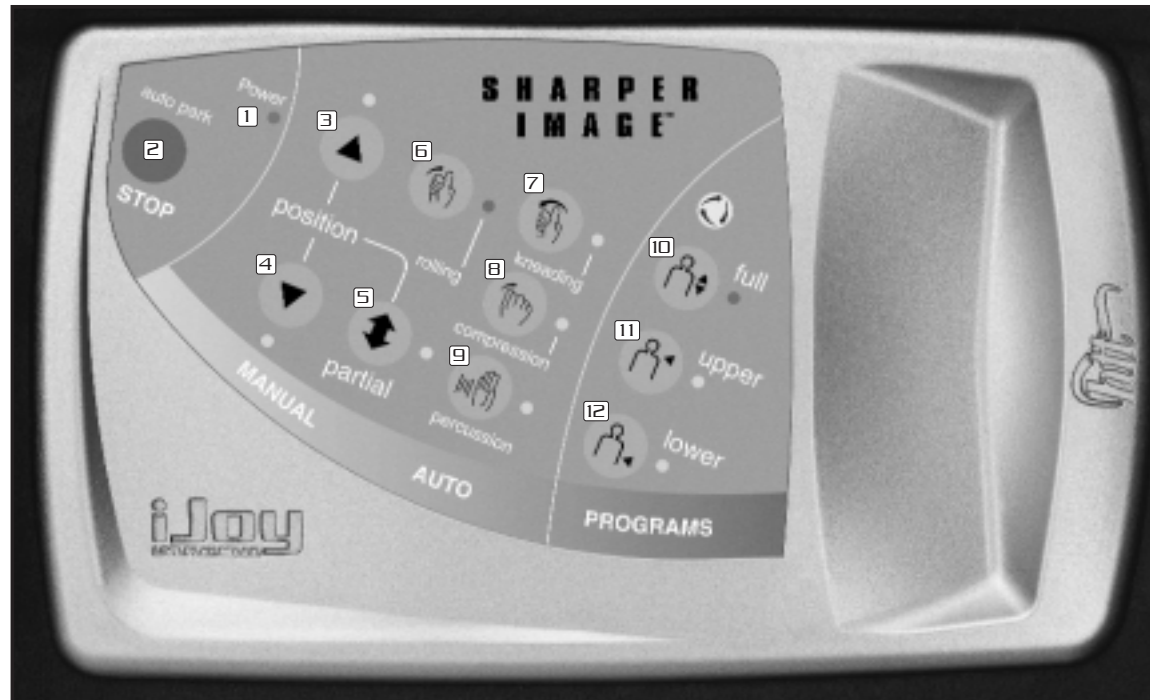 auto park
Power
1
2
STOP
SHARPER
IMAGE™
3
position
4
5
partial
6
rolling
7
kneading
8
compression
9
percussion
MANUAL
AUTO
10
full
11
upper
12
lower
PROGRAMS
iJoy